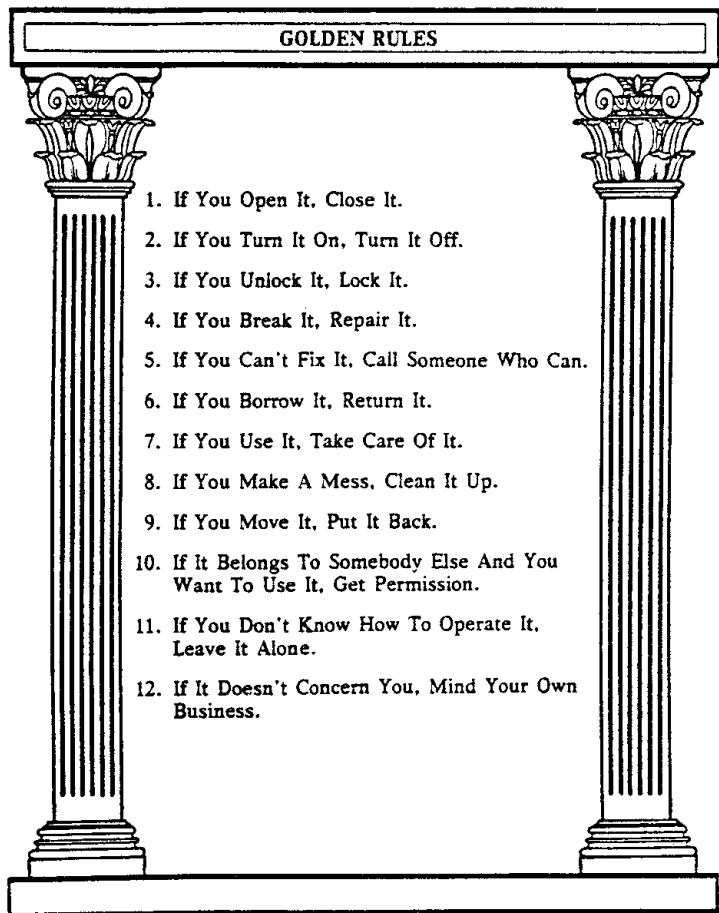 GOLDEN RULES
1. If You Open It, Close It.
2. If You Turn It On, Turn It Off.
3. If You Unlock It, Lock It.
4. If You Break It, Repair It.
5. If You Can't Fix It, Call Someone Who Can.
6. If You Borrow It, Return It.
7. If You Use It, Take Care Of It.
8. If You Make A Mess, Clean It Up.
9. If You Move It, Put It Back.
10. If It Belongs To Somebody Else And You
Want To Use It, Get Permission.
11. If You Don't Know How To Operate It,
Leave It Alone.
12. If It Doesn't Concern You, Mind Your Own
Business.